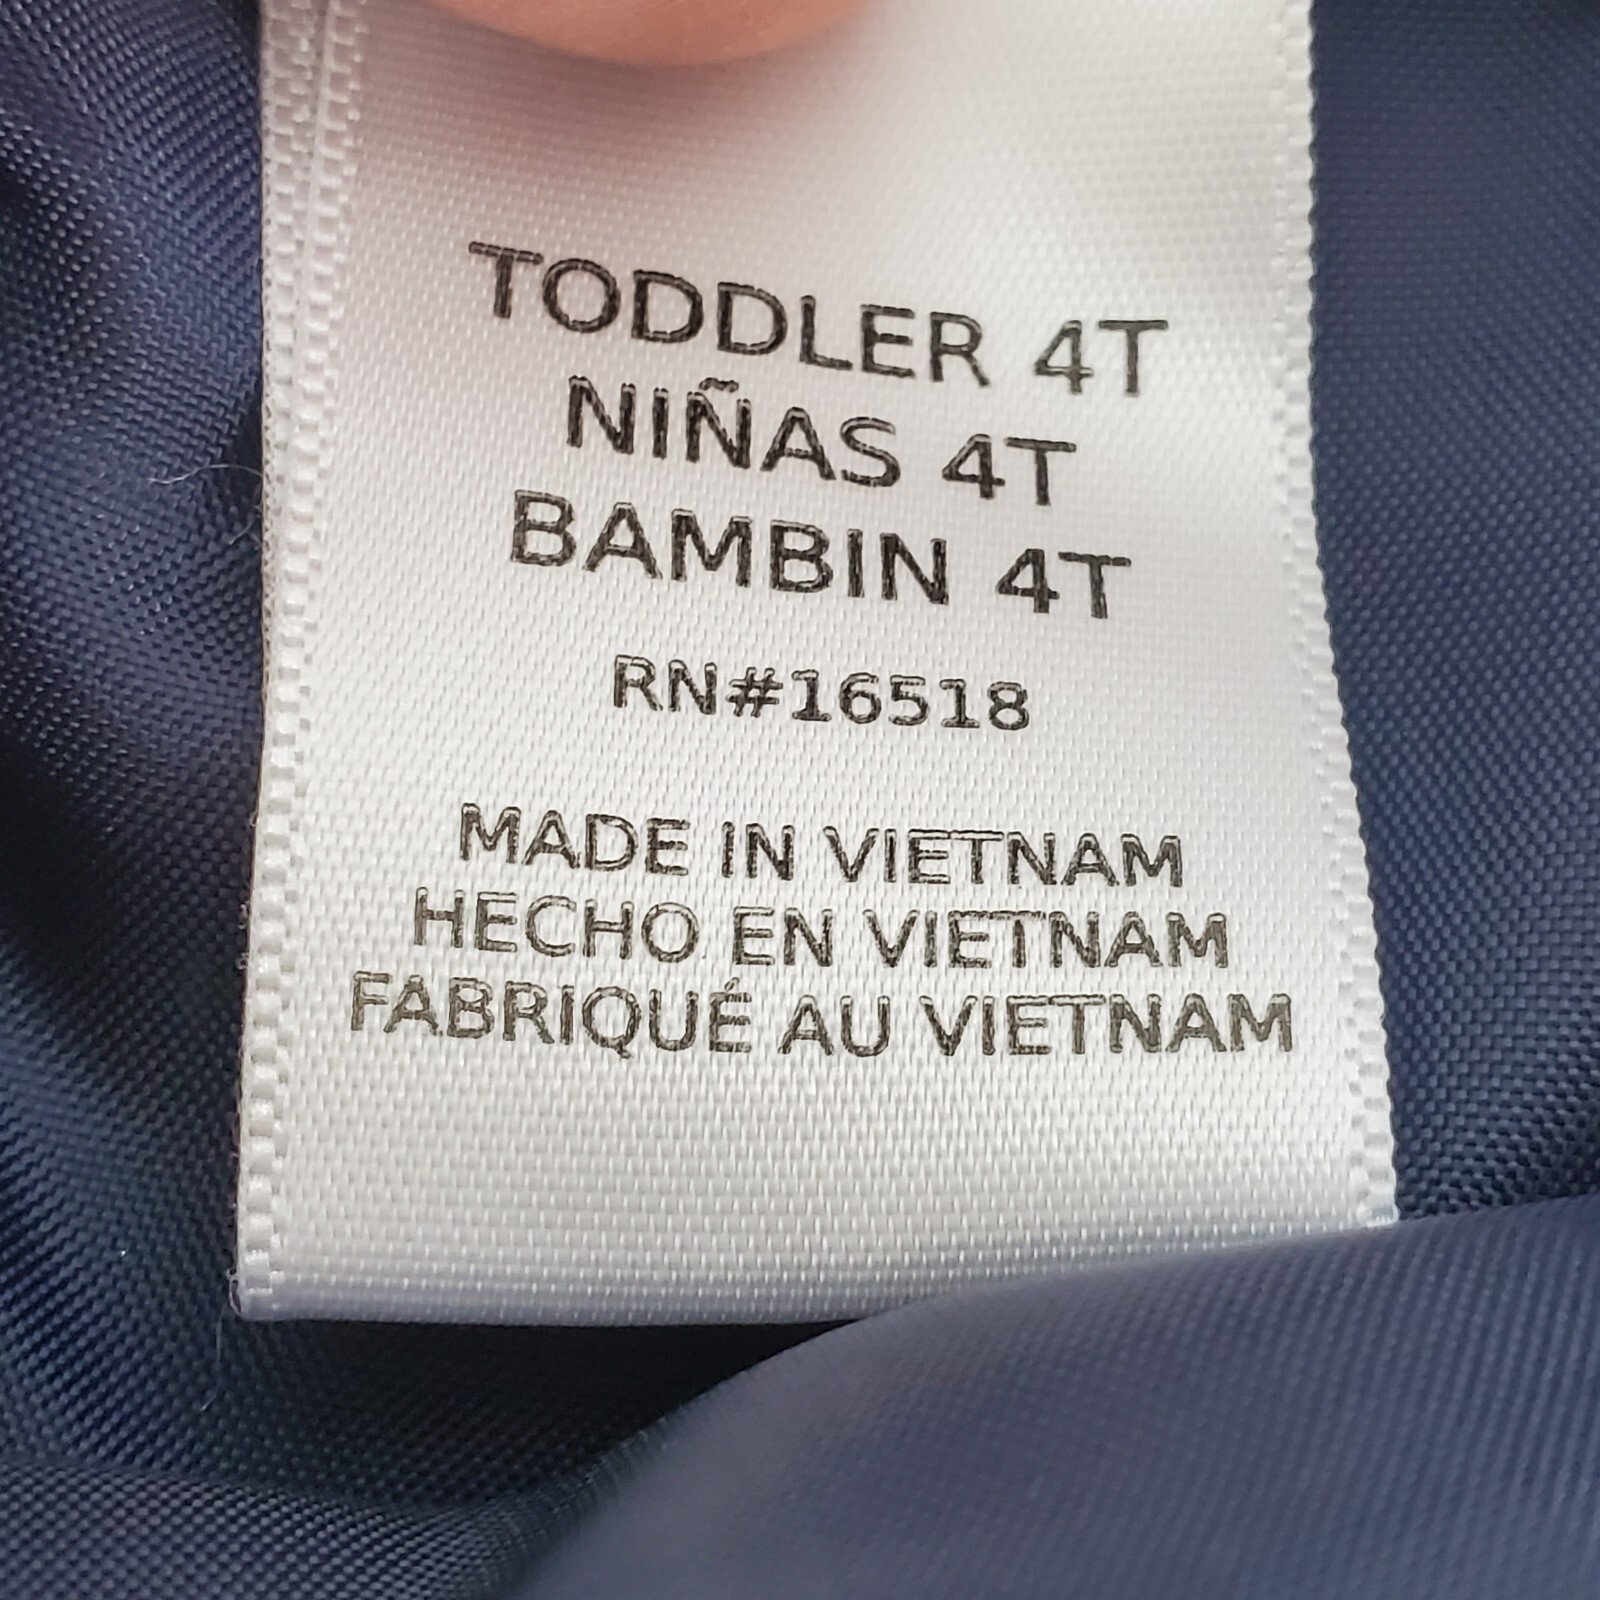 TODDLER 4T
NIÑAS 4T
BAMBIN 4T
RN#16518
MADE IN VIETNAM
HECHO EN VIETNAM
FABRIQUÉ AU VIETNAM